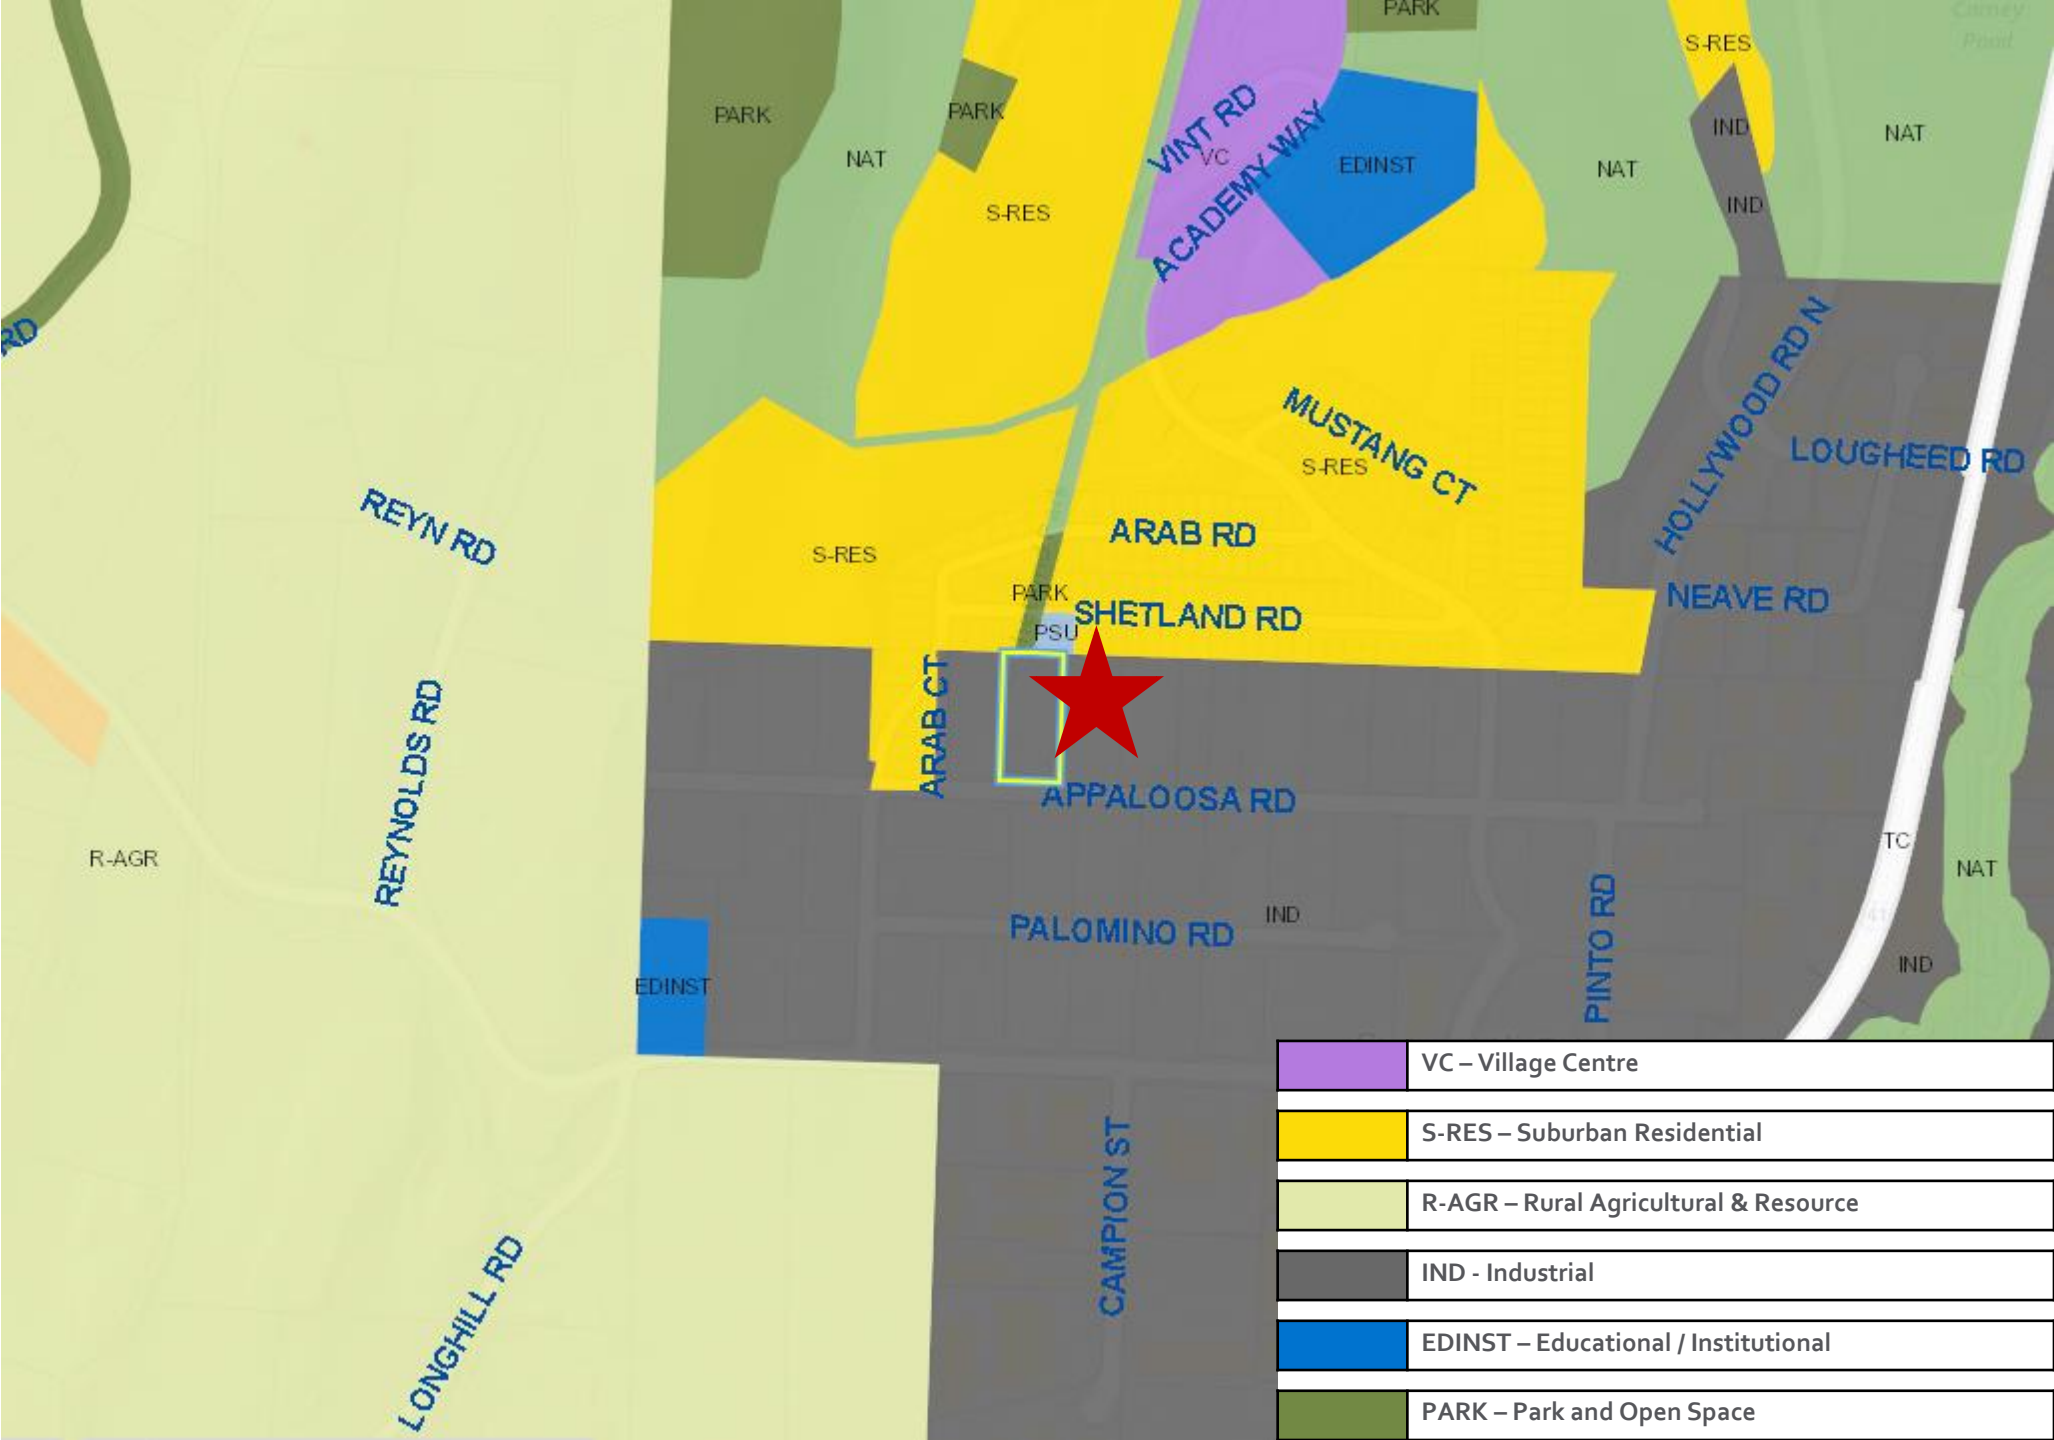 PARK
Carney
Pond
S-RES
PARK
PARK
VINT RD
VC
ACADEMY WAY
EDINST
IND
NAT
NAT
NAT
IND
S-RES
RD
HOLLYWOOD RD N
MUSTANG CT
S-RES
LOUGHEED RD
REYN RD
ARAB RD
S-RES
PARK
NEAVE RD
SHETLAND RD
PSU
ARAB CT
REYNOLDS RD
APPALOOSA RD
R-AGR
TC
NAT
PALOMINO RD
IND
PINTO RD
IND
EDINST
CAMPION ST
LONGHILL RD
VC – Village Centre
S-RES – Suburban Residential
R-AGR – Rural Agricultural & Resource
IND - Industrial
EDINST – Educational / Institutional
PARK – Park and Open Space